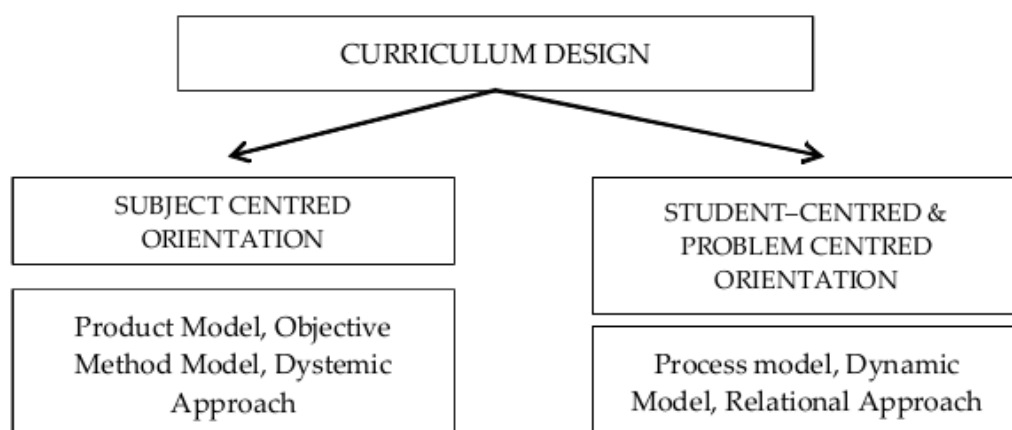 CURRICULUM DESIGN
SUBJECT CENTRED
ORIENTATION
Product Model, Objective
Method Model, Dystemic
Approach
STUDENT–CENTRED &
PROBLEM CENTRED
ORIENTATION
Process model, Dynamic
Model, Relational Approach